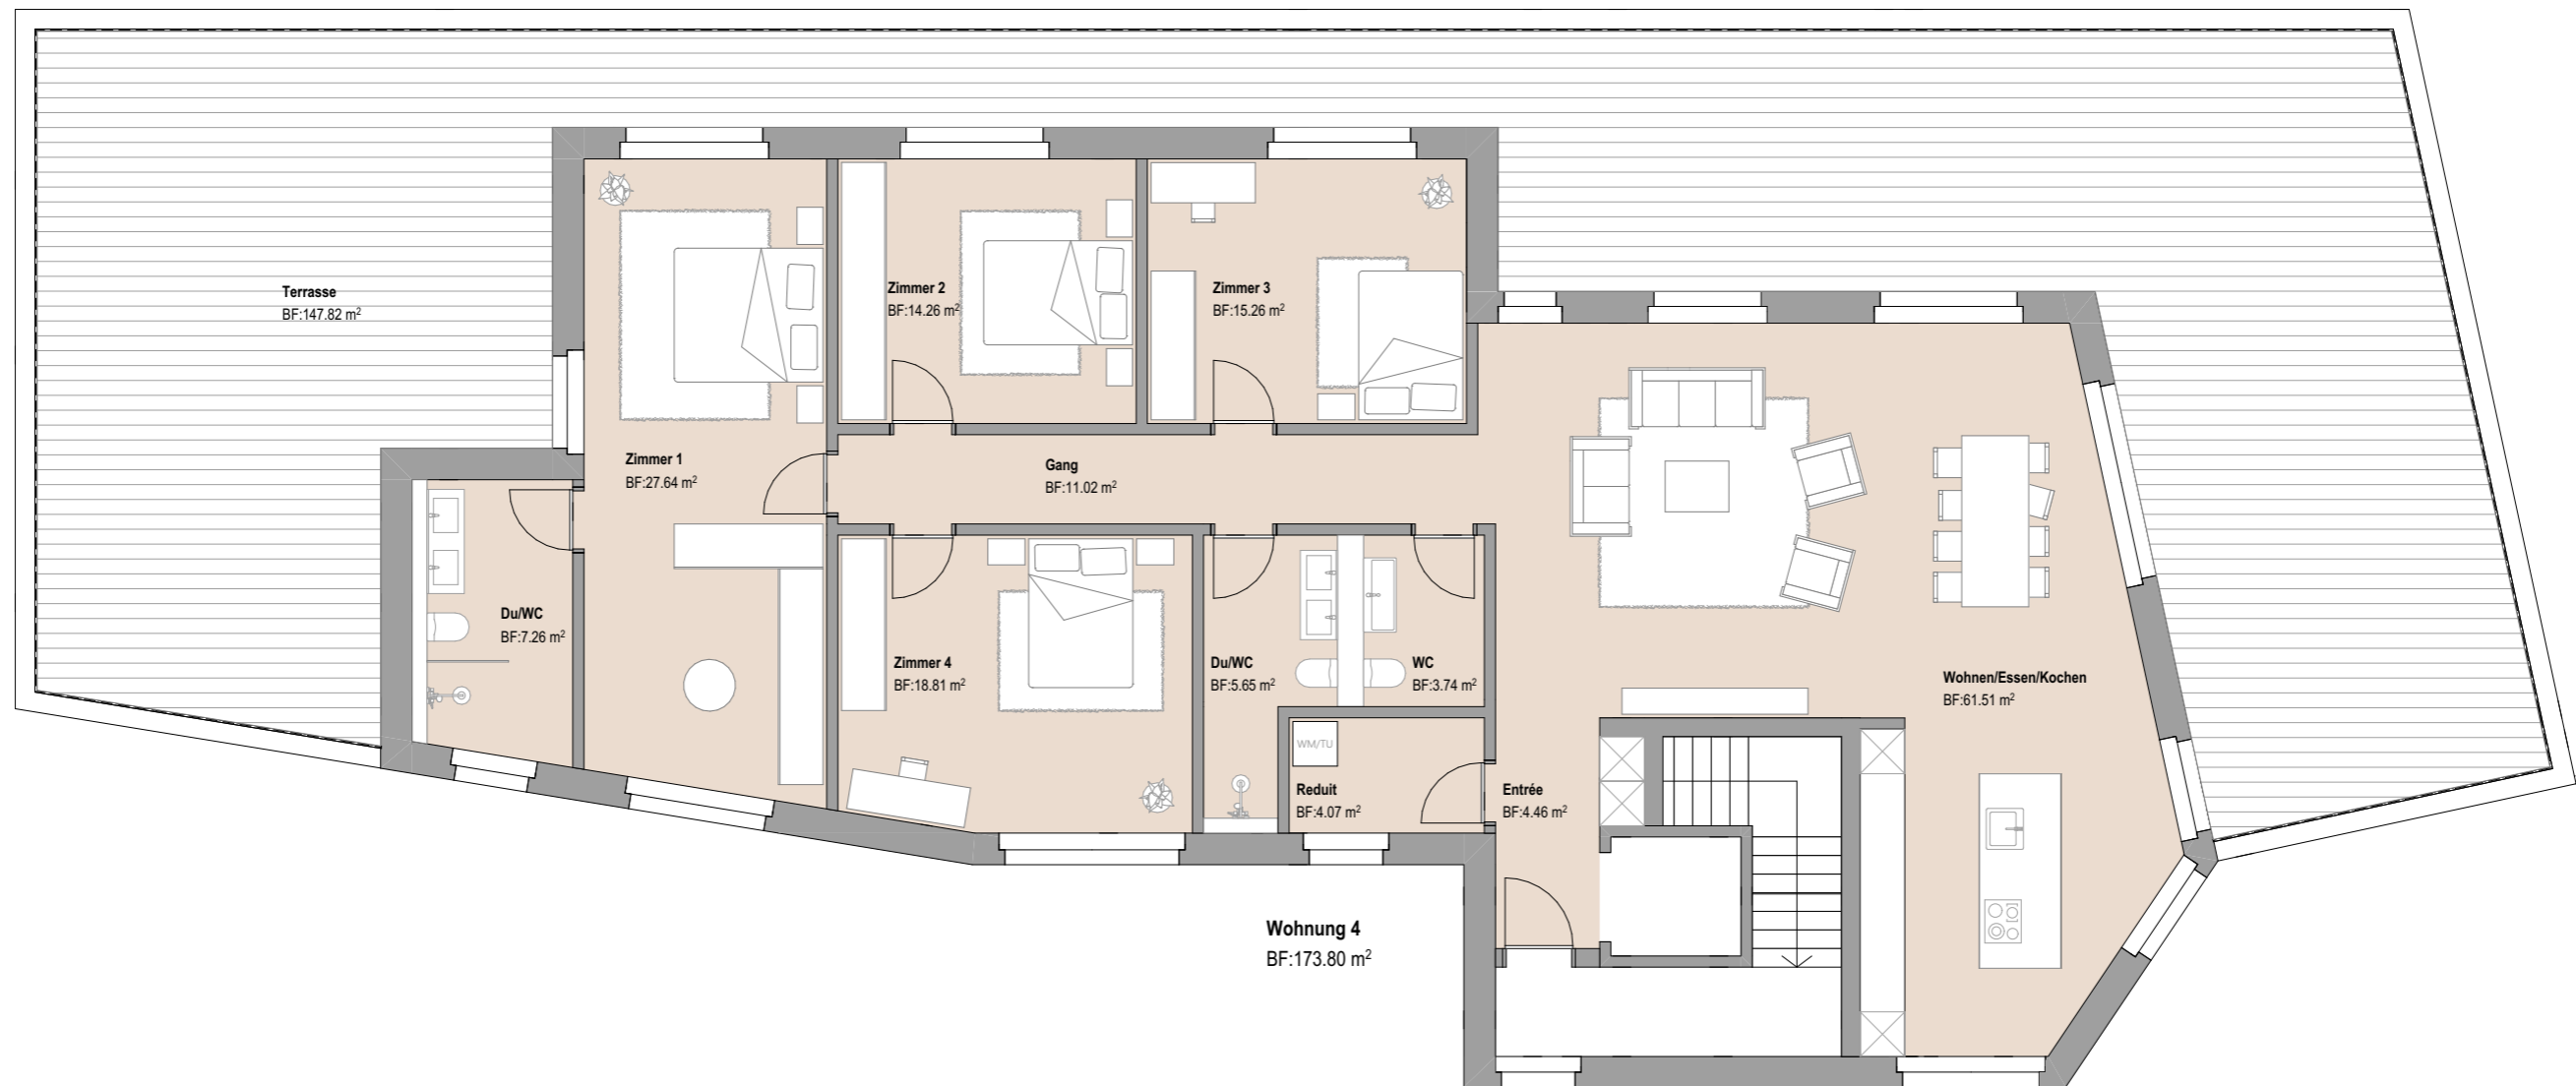 Terrasse
BF:147.82 m²
Zimmer 1
BF:27.64 m²
Zimmer 2
BF:14.26 m²
Zimmer 3
BF:15.26 m²
Gang
BF:11.02 m²
Du/WC
BF:7.26 m²
Zimmer 4
BF:18.81 m²
Du/WC
BF:5.65 m²
WC
BF:3.74 m²
WM/TU
Reduit
BF:4.07 m²
Entrée
BF:4.46 m²
Wohnen/Essen/Kochen
BF:61.51 m²
Wohnung 4
BF:173.80 m²